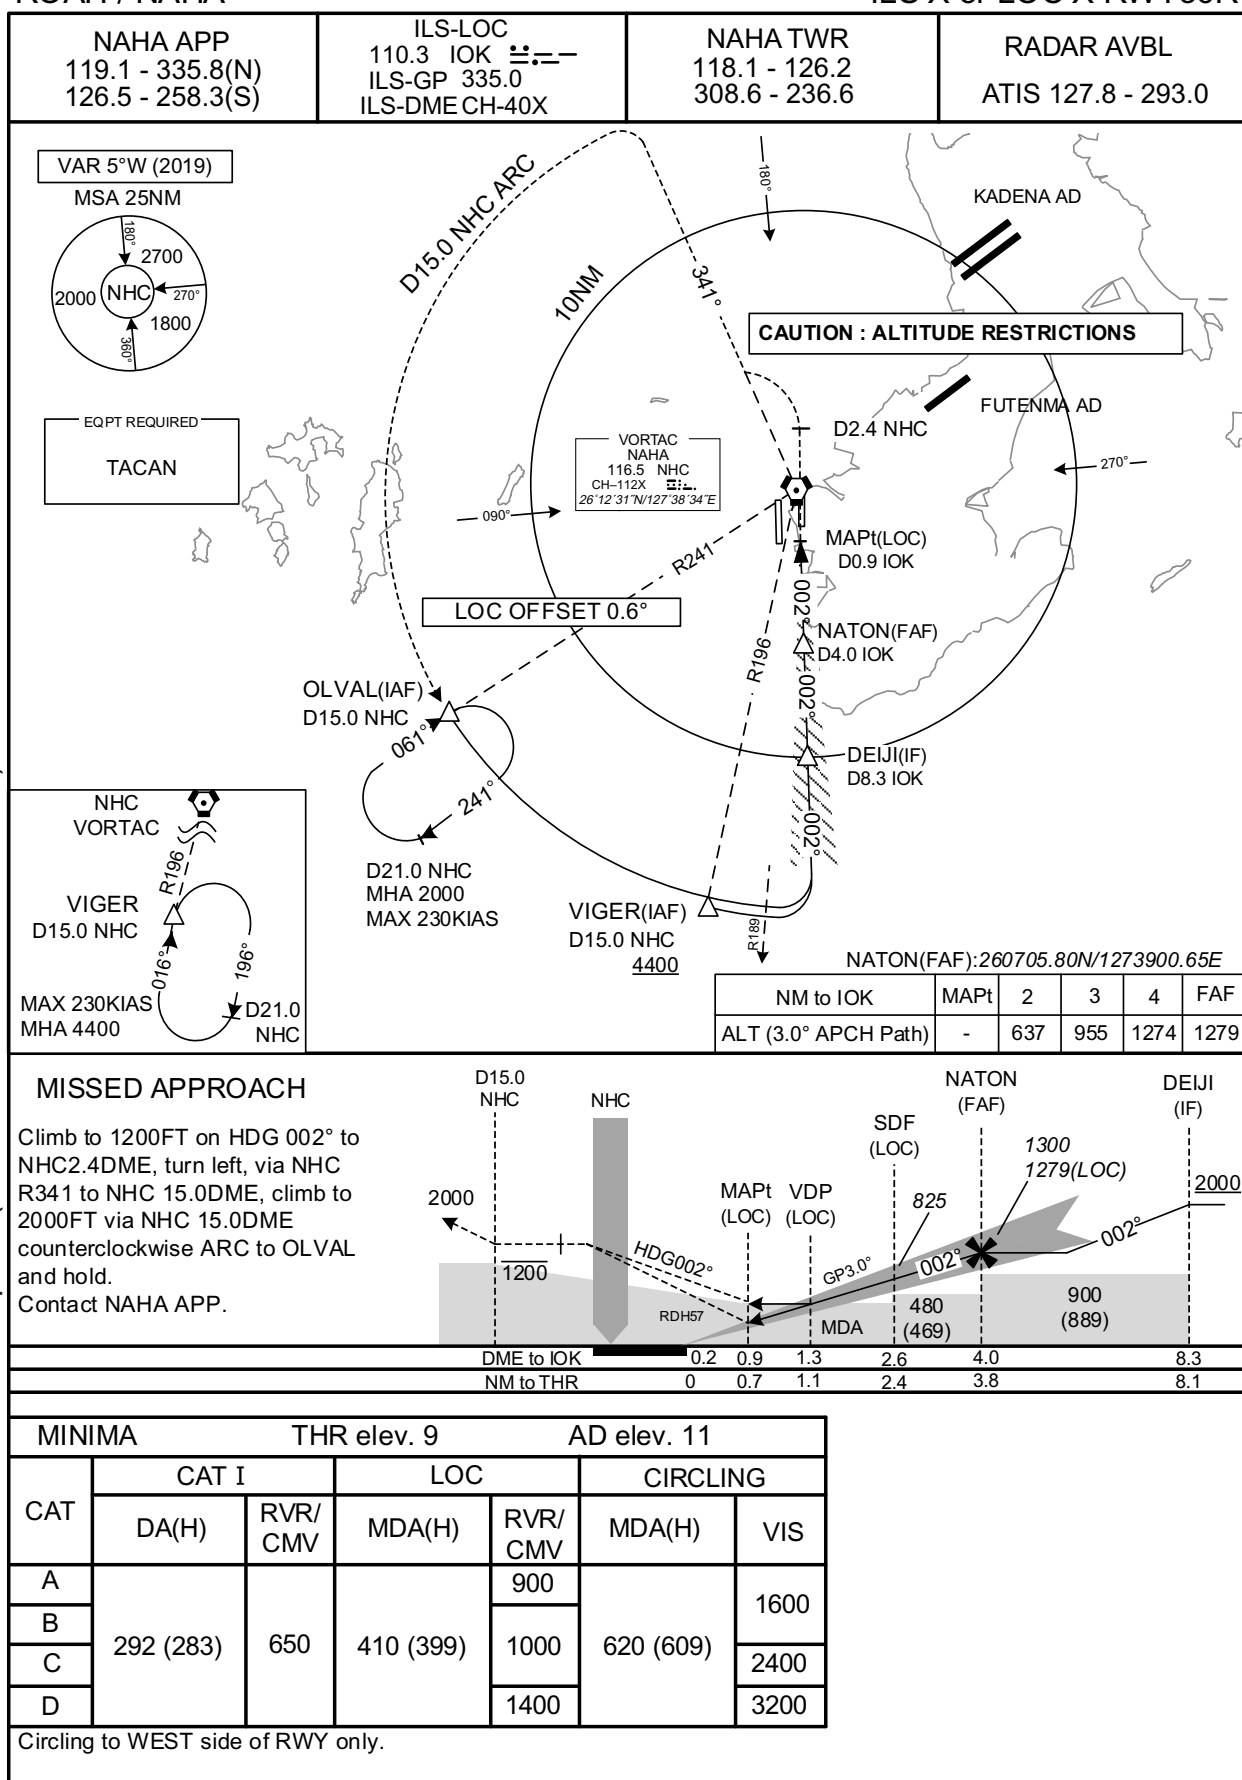 NAHA APP
119.1 - 335.8(N)
126.5 - 258.3(S)
ILS-LOC
110.3 IOK
ILS-GP 335.0
ILS-DME CH-40X
NAHA TWR
118.1 - 126.2
308.6 - 236.6
RADAR AVBL
ATIS 127.8 - 293.0
VAR 5°W (2019)
MSA 25NM
180°
2700
2000
NHC
270°
1800
360°
EQPT REQUIRED
TACAN
D15.0 NHC ARC
10NM
341°
180°
KADENA AD
CAUTION : ALTITUDE RESTRICTIONS
FUTENMA AD
D2.4 NHC
270°
VORTAC
NAHA
116.5 NHC
CH–112X
26°12´31˝N/127°38´34˝E
090°
R241
MAPt(LOC)
D0.9 IOK
002°
LOC OFFSET 0.6°
NATON(FAF)
D4.0 IOK
R196
002°
OLVAL(IAF)
D15.0 NHC
061°
241°
DEIJI(IF)
D8.3 IOK
002°
D21.0 NHC
MHA 2000
MAX 230KIAS
VIGER(IAF)
D15.0 NHC
4400
R189
NHC
VORTAC
R196
VIGER
D15.0 NHC
016°
196°
MAX 230KIAS
MHA 4400
D21.0
NHC
NATON(FAF):260705.80N/1273900.65E
NM to IOK MAPt 2 3 4 FAF
ALT (3.0° APCH Path) - 637 955 1274 1279
MISSED APPROACH
Climb to 1200FT on HDG 002° to
NHC2.4DME, turn left, via NHC
R341 to NHC 15.0DME, climb to
2000FT via NHC 15.0DME
counterclockwise ARC to OLVAL
and hold.
Contact NAHA APP.
D15.0
NHC
NHC
2000
1200
HDG002°
RDH57
MAPt
(LOC)
VDP
(LOC)
SDF
(LOC)
825
NATON
(FAF)
1300
1279(LOC)
DEIJI
(IF)
2000
GP3.0°
002°
002°
MDA
480
(469)
900
(889)
DME to IOK 0.2 0.9 1.3 2.6 4.0 8.3
NM to THR 0 0.7 1.1 2.4 3.8 8.1
MINIMA THR elev. 9 AD elev. 11
CAT
CAT I LOC CIRCLING
DA(H) RVR/
CMV
MDA(H) RVR/
CMV
MDA(H) VIS
A 900
B 1600
292 (283) 650 410 (399) 1000 620 (609)
C 2400
D 1400 3200
Circling to WEST side of RWY only.